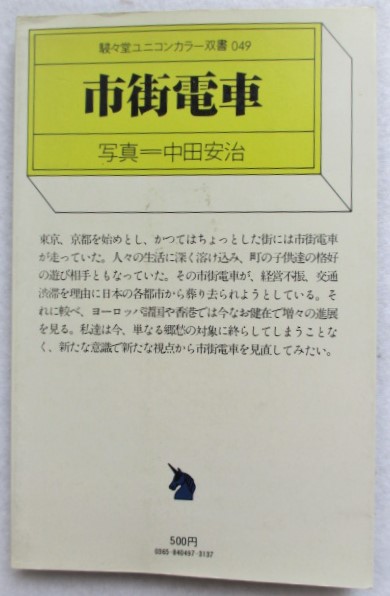 駸々堂ユニコンカラー双書 049
市街電車
写真＝中田安治
東京、京都を始めとし、かつてはちょっとした街には市街電車
が走っていた。人々の生活に深く溶け込み、町の子供達の格好
の遊び相手ともなっていた。その市街電車が、経営不振、交通
渋滞を理由に日本の各都市から葬り去られようとしている。そ
れに較べ、ヨーロッパ諸国や香港では今なお健在で増々の進展
を見る。私達は今、単なる郷愁の対象に終らしてしまうことな
く、新たな意識で新たな視点から市街電車を見直してみたい。
500円
0365-840497-3137